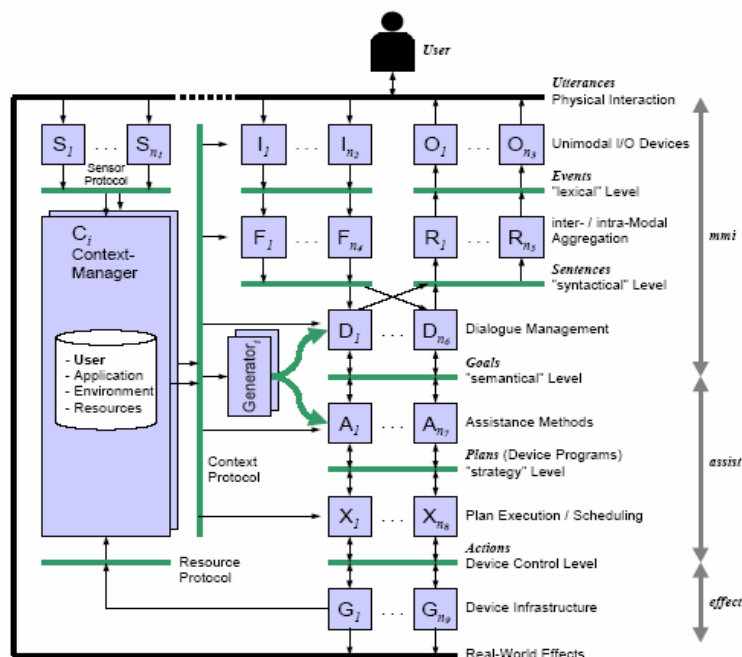 User
Utterances
Physical Interaction
S1 ... Sn1 I1 ... In2 O1 ... On3 Unimodal I/O Devices
Sensor
Protocol
Events
"lexical" Level
F1 ... Fn4 R1 ... Rn5 inter- / intra-Modal
Aggregation
mmi
Ci
Context-
Manager
Sentences
"syntactical" Level
D1 ... Dn6 Dialogue Management
- User
- Application
- Environment
- Resources
Generatori
Goals
"semantical" Level
A1 ... An7 Assistance Methods
Context
Protocol
Plans (Device Programs)
"strategy" Level
assist
X1 ... Xn8 Plan Execution / Scheduling
Resource
Protocol
Actions
Device Control Level
G1 ... Gn9 Device Infrastructure
effect
Real-World Effects